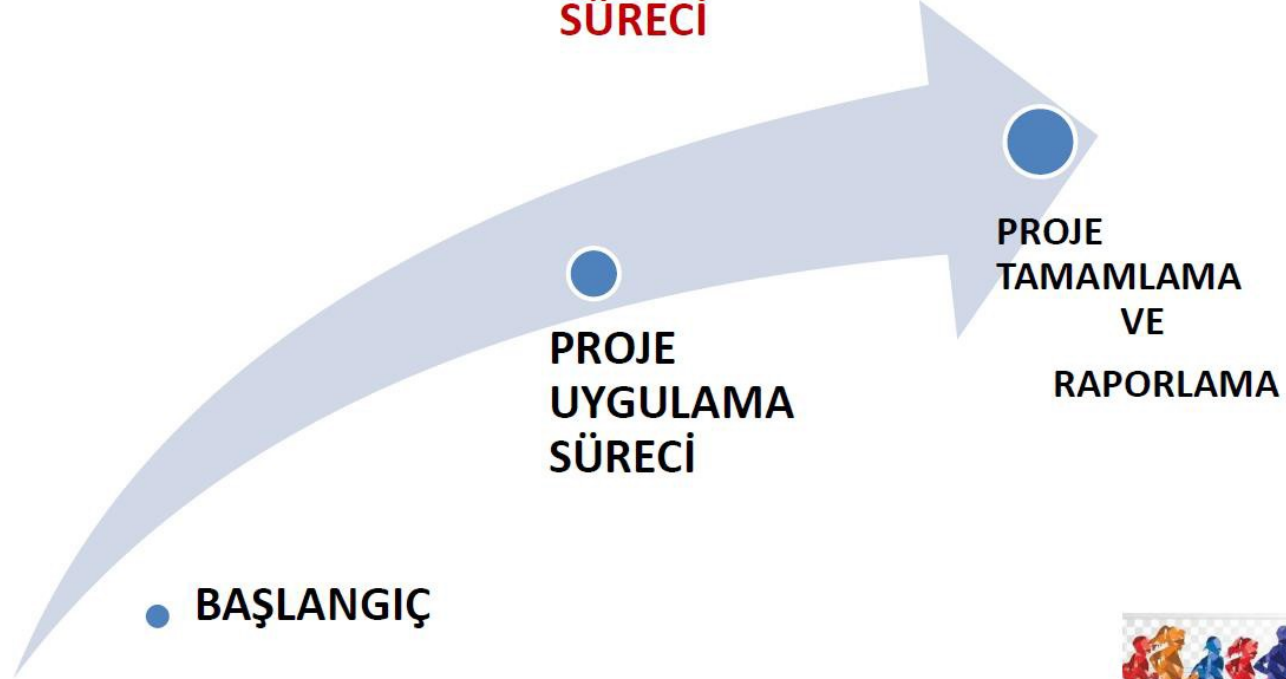 SÜRECİ
PROJE
TAMAMLAMA
VE
RAPORLAMA
PROJE
UYGULAMA
SÜRECİ
BAŞLANGIÇ